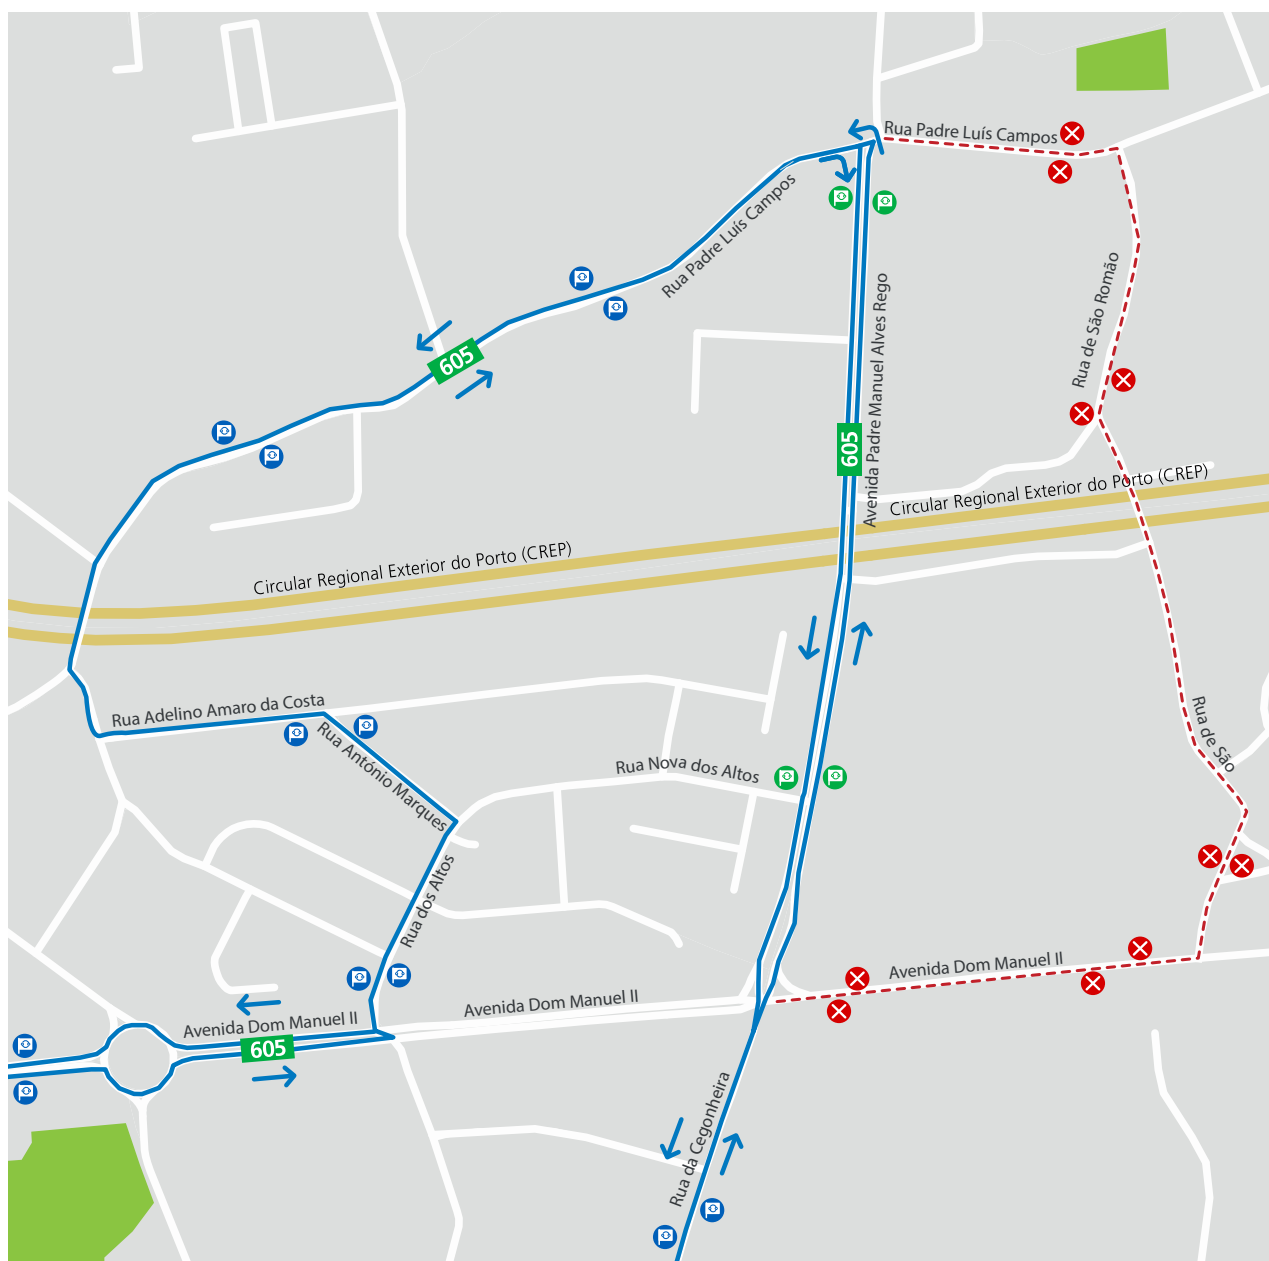 Rua Padre Luís Campos
Rua Padre Luís Campos
Rua de São Romão
605
Avenida Padre Manuel Alves Rego
605
Circular Regional Exterior do Porto (CREP)
Circular Regional Exterior do Porto (CREP)
Rua Adelino Amaro da Costa
Rua António Marques
Rua de São
Rua Nova dos Altos
Rua dos Altos
Avenida Dom Manuel II
Avenida Dom Manuel II
Avenida Dom Manuel II
605
Rua da Cegonheira